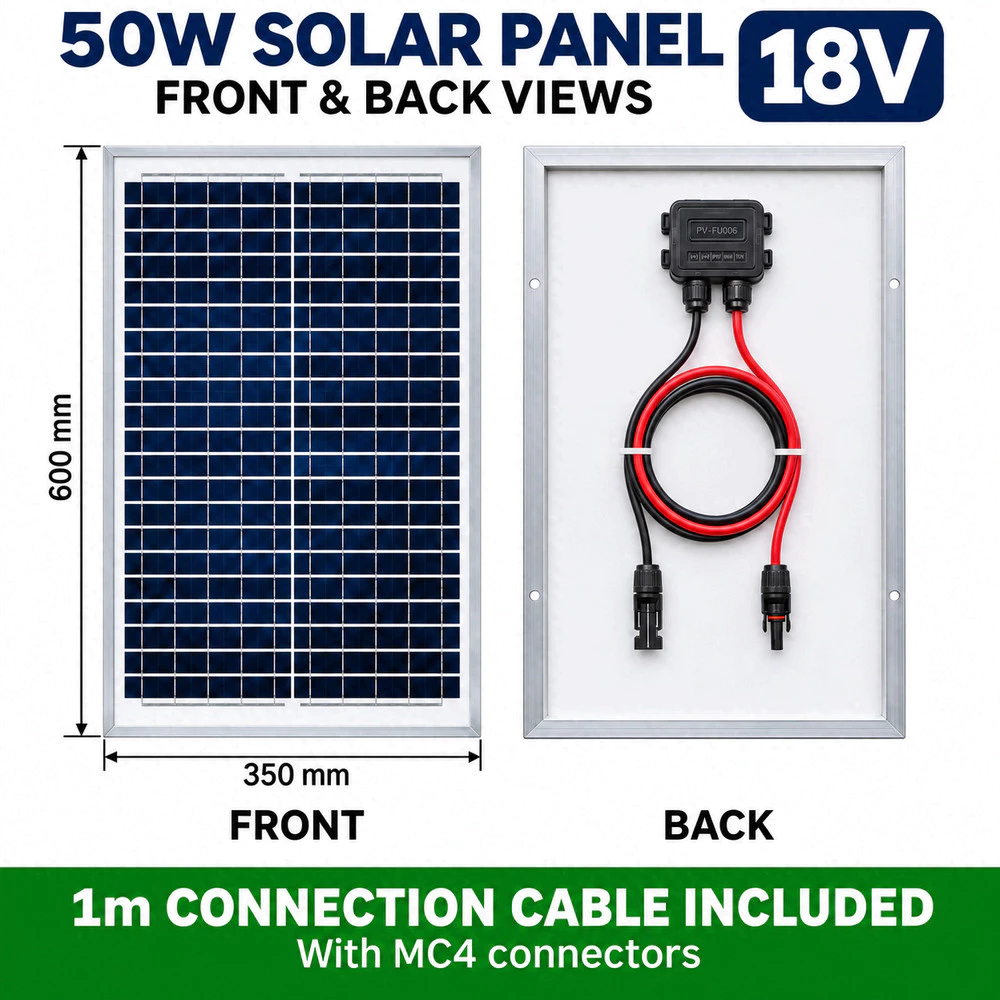 50W SOLAR PANEL
18V
FRONT & BACK VIEWS
600 mm
350 mm
PV-FU006
FRONT
BACK
1m CONNECTION CABLE INCLUDED
With MC4 connectors